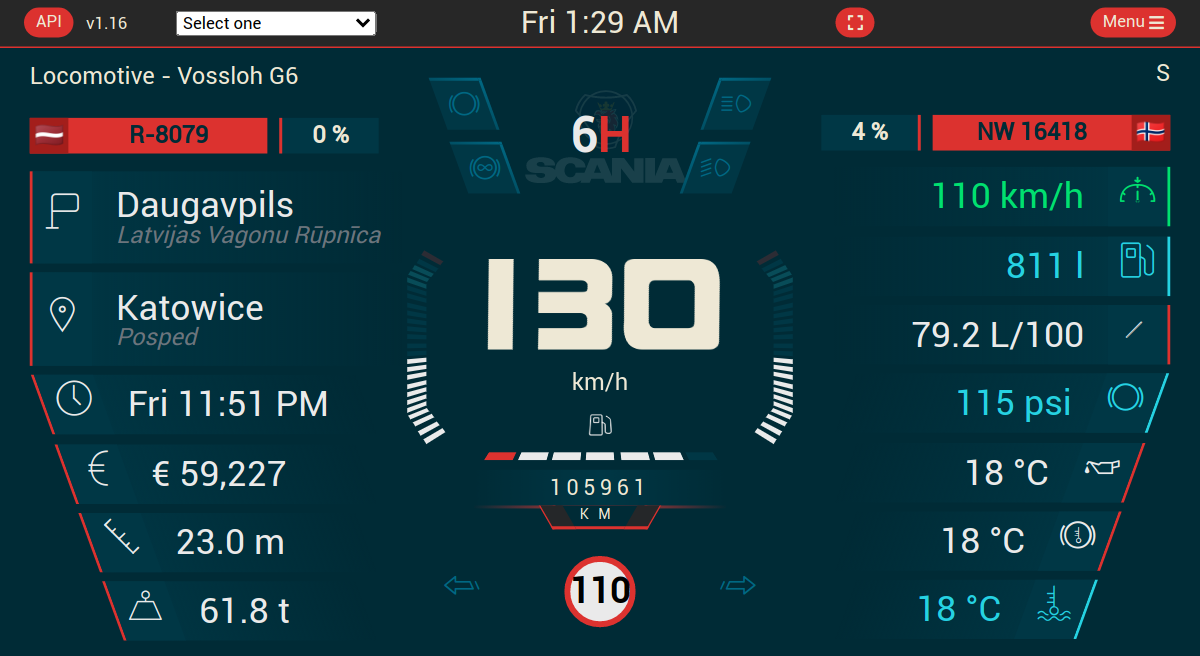 API v1.16 Select one Fri 1:29 AM Menu
Locomotive - Vossloh G6 S
R-8079 0 % 6H 4 % NW 16418
SCANIA
Daugavpils
Latvijas Vagonu Rūpnīca
110 km/h
811 l
Katowice
Posped
130
79.2 L/100
km/h
Fri 11:51 PM
115 psi
€ 59,227
18 °C
105961
KM
23.0 m
18 °C
110
61.8 t
18 °C